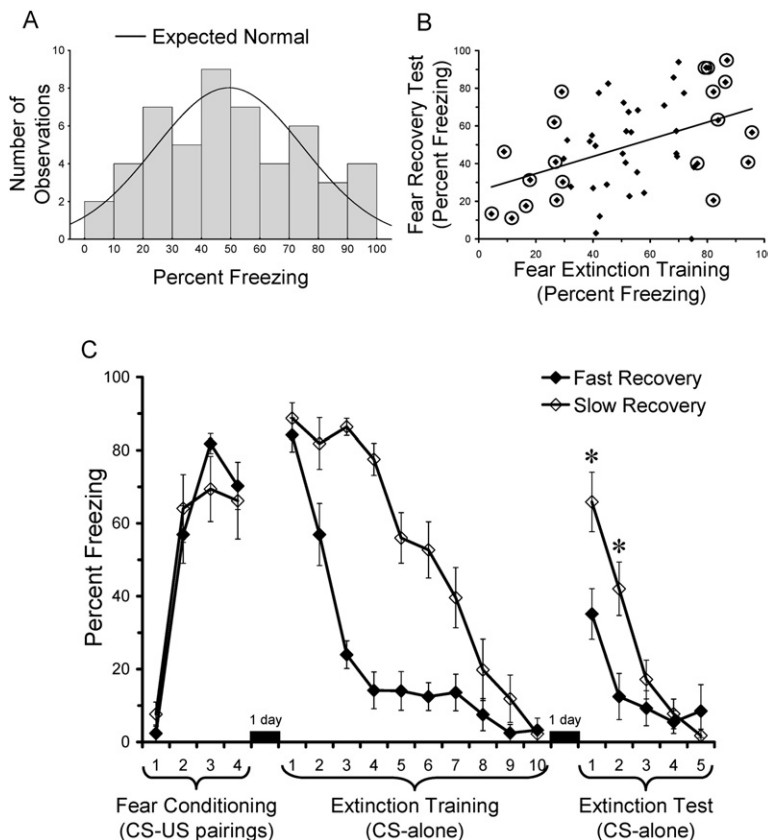 A
Expected Normal
Number of
Observations
10
8
6
4
2
0
0 10 20 30 40 50 60 70 80 90 100
Percent Freezing
B
Fear Recovery Test
(Percent Freezing)
100
80
60
40
20
0
0 20 40 60 80 100
Fear Extinction Training
(Percent Freezing)
C
Fast Recovery
Slow Recovery
Percent Freezing
100
80
60
40
20
0
* *
1 day 1 day
1 2 3 4 1 2 3 4 5 6 7 8 9 10 1 2 3 4 5
Fear Conditioning Extinction Training Extinction Test
(CS-US pairings) (CS-alone) (CS-alone)